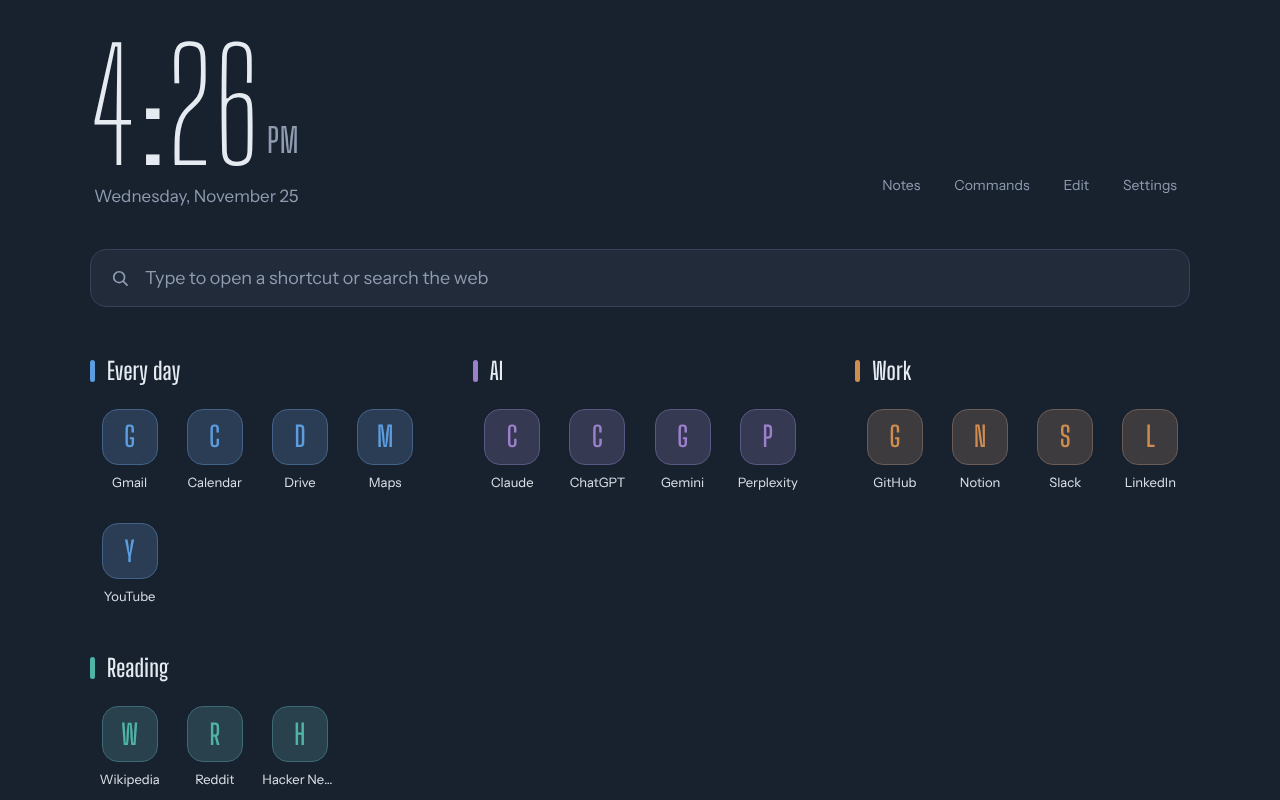 4:26 PM
Wednesday, November 25
Notes Commands Edit Settings
Type to open a shortcut or search the web
Every day
G C D M
Gmail Calendar Drive Maps
Y
YouTube
AI
C C G P
Claude ChatGPT Gemini Perplexity
Work
G N S L
GitHub Notion Slack LinkedIn
Reading
W R H
Wikipedia Reddit Hacker Ne...